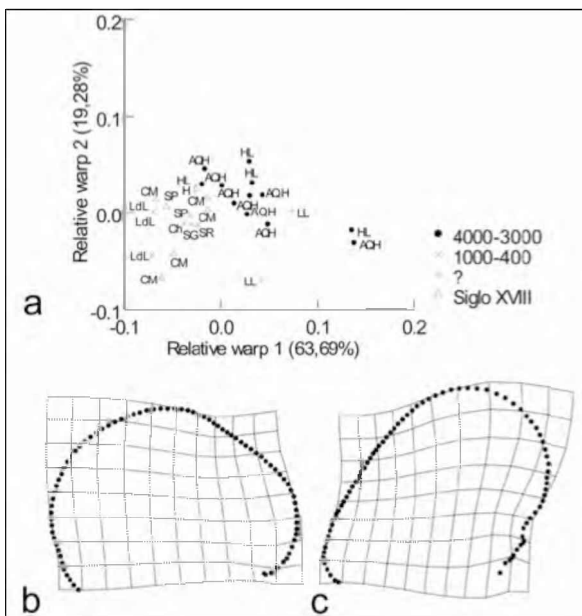 0.2
0.1
0.0
-0.1
Relative warp 2 (19,28%)
HL
AQH
HL
HL
H
AQH
AQH
CM
SP
CM
AQH
AQH
LL
LdL
SP
CM
LdL
Ch
SG
SR
AQH
HL
AQH
LdL
CM
CM
LL
-0.1 0.0 0.1 0.2
Relative warp 1 (63,69%)
4000-3000
1000-400
?
Siglo XVIII
a
b
c